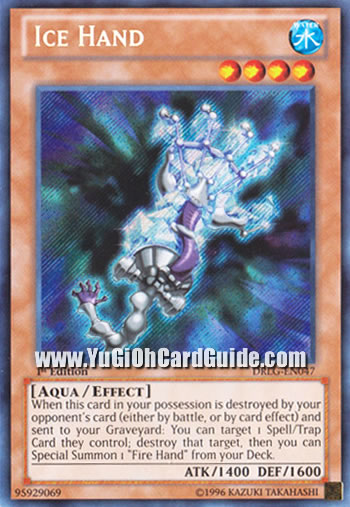 ICE HAND
WATER
水
www.YuGiOhCardGuide.com
1st Edition
DRLG-EN047
[AQUA / EFFECT]
When this card in your possession is destroyed by your
opponent's card (either by battle, or by card effect) and
sent to your Graveyard: You can target 1 Spell/Trap
Card they control; destroy that target, then you can
Special Summon 1 "Fire Hand" from your Deck.
ATK/1400 DEF/1600
95929069
©1996 KAZUKI TAKAHASHI